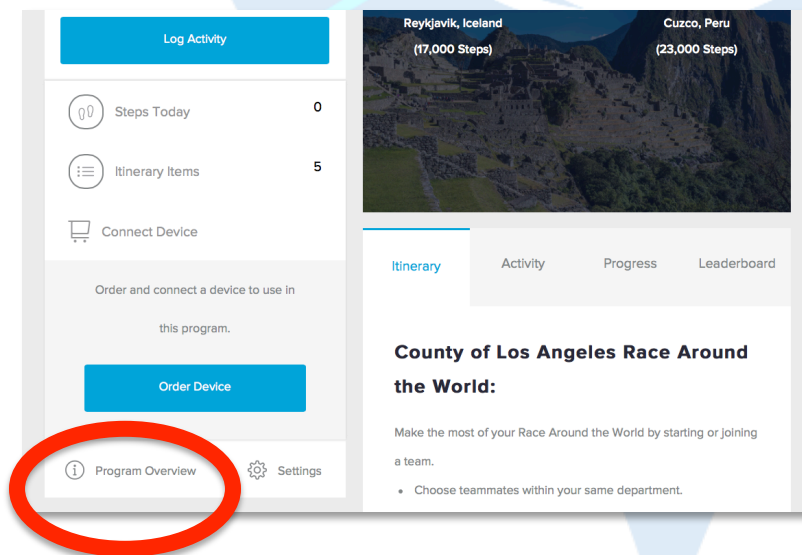 Log Activity
Steps Today 0
Itinerary Items 5
Connect Device
Order and connect a device to use in
this program.
Order Device
Program Overview Settings
Reykjavik, Iceland Cuzco, Peru
(17,000 Steps) (23,000 Steps)
Itinerary Activity Progress Leaderboard
County of Los Angeles Race Around
the World:
Make the most of your Race Around the World by starting or joining
a team.
• Choose teammates within your same department.